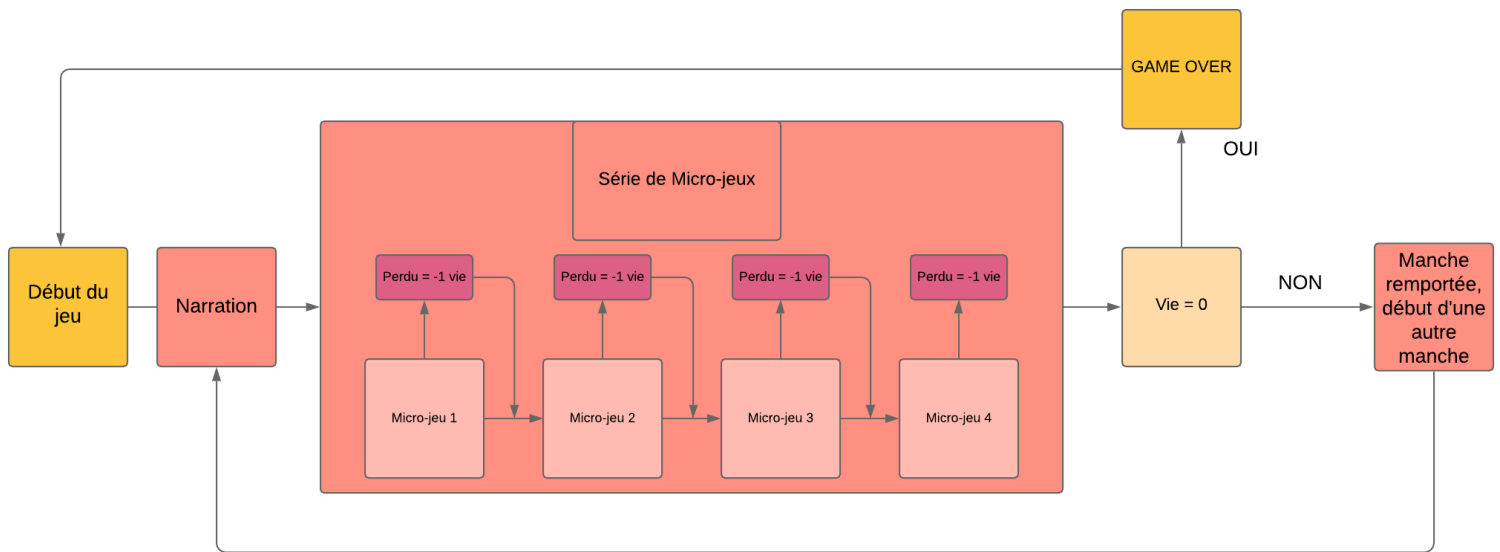 GAME OVER
OUI
Série de Micro-jeux
Début du
jeu
Narration
Perdu = -1 vie
Perdu = -1 vie
Perdu = -1 vie
Perdu = -1 vie
Micro-jeu 1
Micro-jeu 2
Micro-jeu 3
Micro-jeu 4
Vie = 0
NON
Manche
remportée,
début d'une
autre
manche